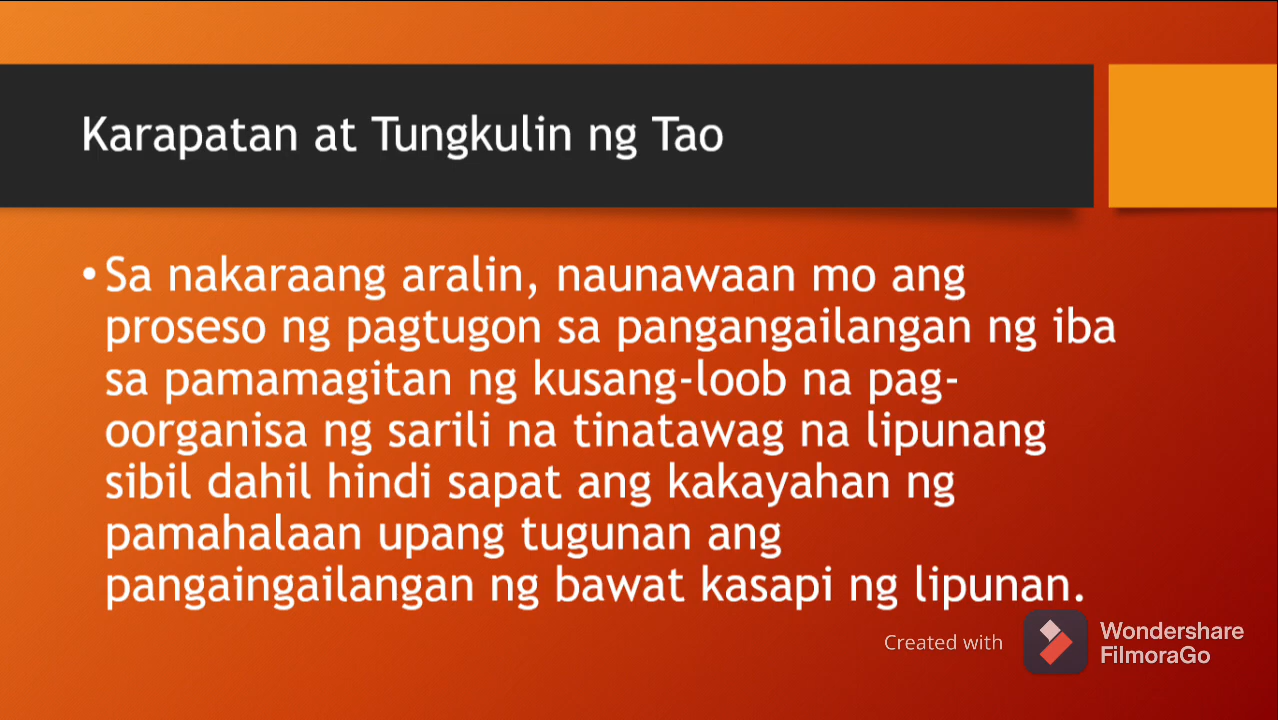 Karapatan at Tungkulin ng Tao
•Sa nakaraang aralin, naunawaan mo ang
proseso ng pagtugon sa pangangailangan ng iba
sa pamamagitan ng kusang-loob na pag-
oorganisa ng sarili na tinatawag na lipunang
sibil dahil hindi sapat ang kakayahan ng
pamahalaan upang tugunan ang
pangaingailangan ng bawat kasapi ng lipunan.
Created with
Wondershare
FilmoraGo